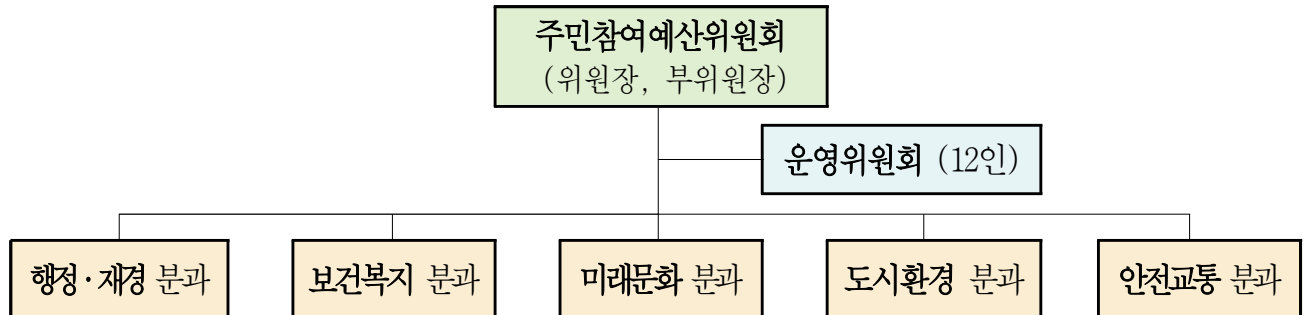 주민참여예산위원회
(위원장, 부위원장)
운영위원회 (12인)
행정·재경 분과
보건복지 분과
미래문화 분과
도시환경 분과
안전교통 분과